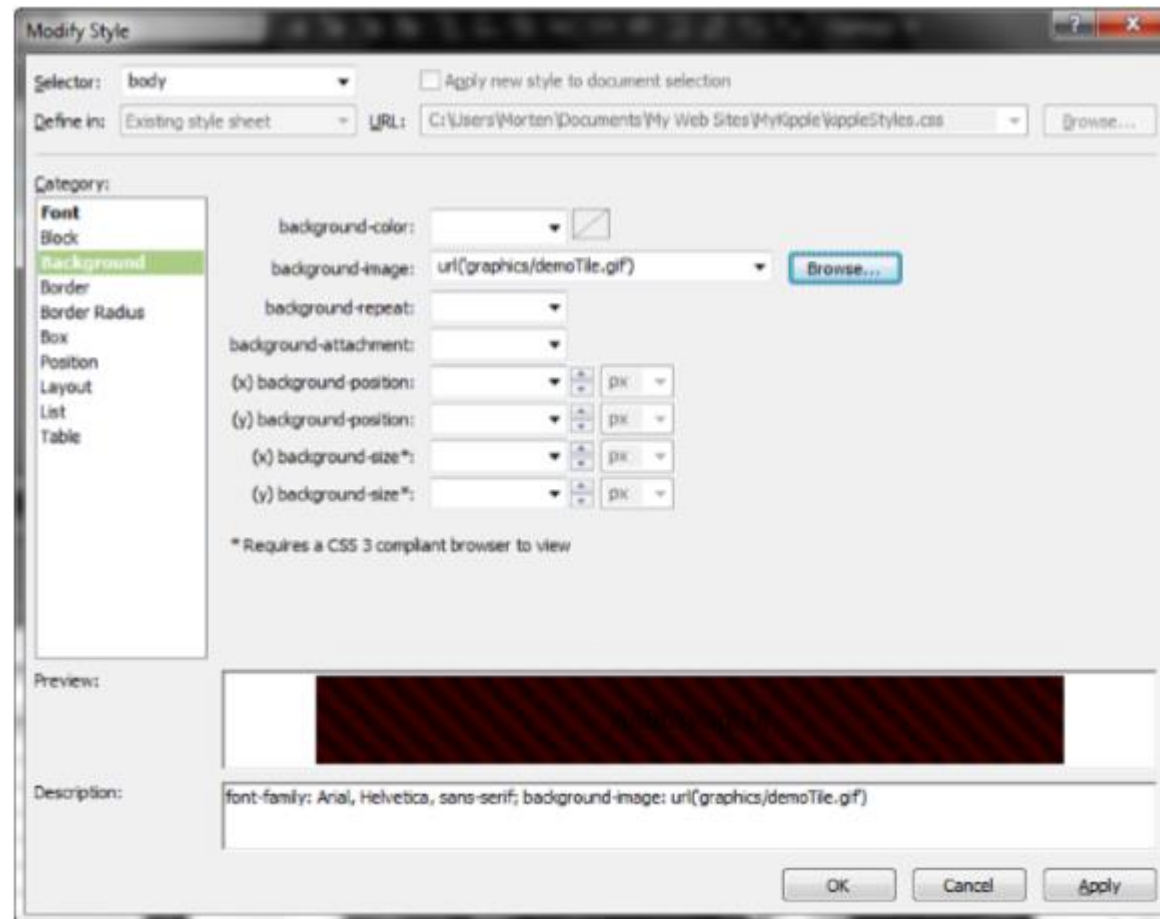 Modify Style
Selector: body Apply new style to document selection
Define in: Existing style sheet URL: C:\Users\Morten\Documents\My Web Sites\MyKipple\kippleStyles.css Browse...
Category:
Font
Block
Background
Border
Border Radius
Box
Position
Layout
List
Table
background-color:
background-image: url('graphics/demoTile.gif') Browse...
background-repeat:
background-attachment:
(x) background-position: px
(y) background-position: px
(x) background-size*: px
(y) background-size*: px
* Requires a CSS 3 compliant browser to view
Preview:
Description: font-family: Arial, Helvetica, sans-serif; background-image: url('graphics/demoTile.gif')
OK Cancel Apply